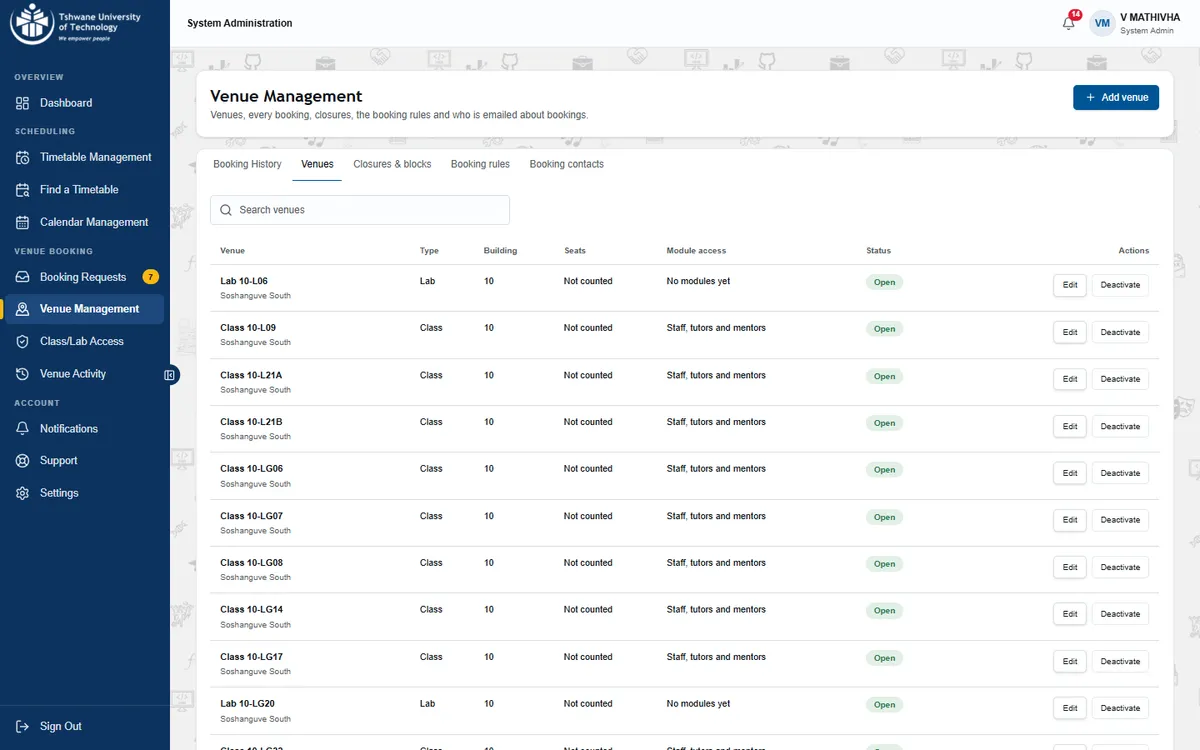 Tshwane University
of Technology
We empower people
System Administration
14
VM
V MATHIVHA
System Admin
OVERVIEW
Dashboard
SCHEDULING
Timetable Management
Find a Timetable
Calendar Management
VENUE BOOKING
Booking Requests 7
Venue Management
Class/Lab Access
Venue Activity
ACCOUNT
Notifications
Support
Settings
Sign Out
Venue Management
Venues, every booking, closures, the booking rules and who is emailed about bookings.
+ Add venue
Booking History Venues Closures & blocks Booking rules Booking contacts
Search venues
Venue Type Building Seats Module access Status Actions
Lab 10-L06 Lab 10 Not counted No modules yet Open Edit Deactivate
Soshanguve South
Class 10-L09 Class 10 Not counted Staff, tutors and mentors Open Edit Deactivate
Soshanguve South
Class 10-L21A Class 10 Not counted Staff, tutors and mentors Open Edit Deactivate
Soshanguve South
Class 10-L21B Class 10 Not counted Staff, tutors and mentors Open Edit Deactivate
Soshanguve South
Class 10-LG06 Class 10 Not counted Staff, tutors and mentors Open Edit Deactivate
Soshanguve South
Class 10-LG07 Class 10 Not counted Staff, tutors and mentors Open Edit Deactivate
Soshanguve South
Class 10-LG08 Class 10 Not counted Staff, tutors and mentors Open Edit Deactivate
Soshanguve South
Class 10-LG14 Class 10 Not counted Staff, tutors and mentors Open Edit Deactivate
Soshanguve South
Class 10-LG17 Class 10 Not counted Staff, tutors and mentors Open Edit Deactivate
Soshanguve South
Lab 10-LG20 Lab 10 Not counted No modules yet Open Edit Deactivate
Soshanguve South